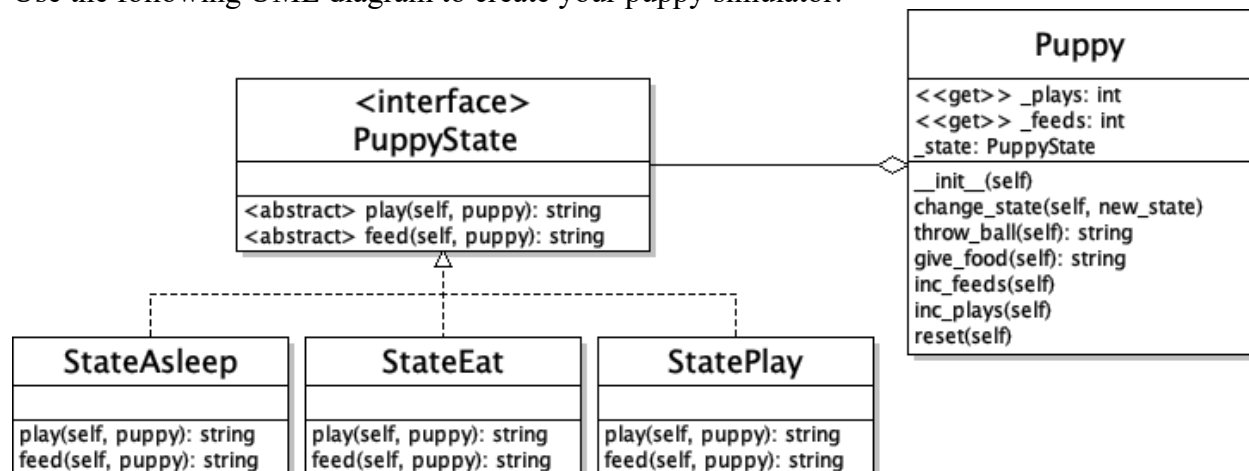 Use the following UML diagram to create your puppy simulator.
Puppy
<<get>> _plays: int
<<get>> _feeds: int
_state: PuppyState
__init__(self)
change_state(self, new_state)
throw_ball(self): string
give_food(self): string
inc_feeds(self)
inc_plays(self)
reset(self)
<interface>
PuppyState
<abstract> play(self, puppy): string
<abstract> feed(self, puppy): string
StateAsleep
play(self, puppy): string
feed(self, puppy): string
StateEat
play(self, puppy): string
feed(self, puppy): string
StatePlay
play(self, puppy): string
feed(self, puppy): string